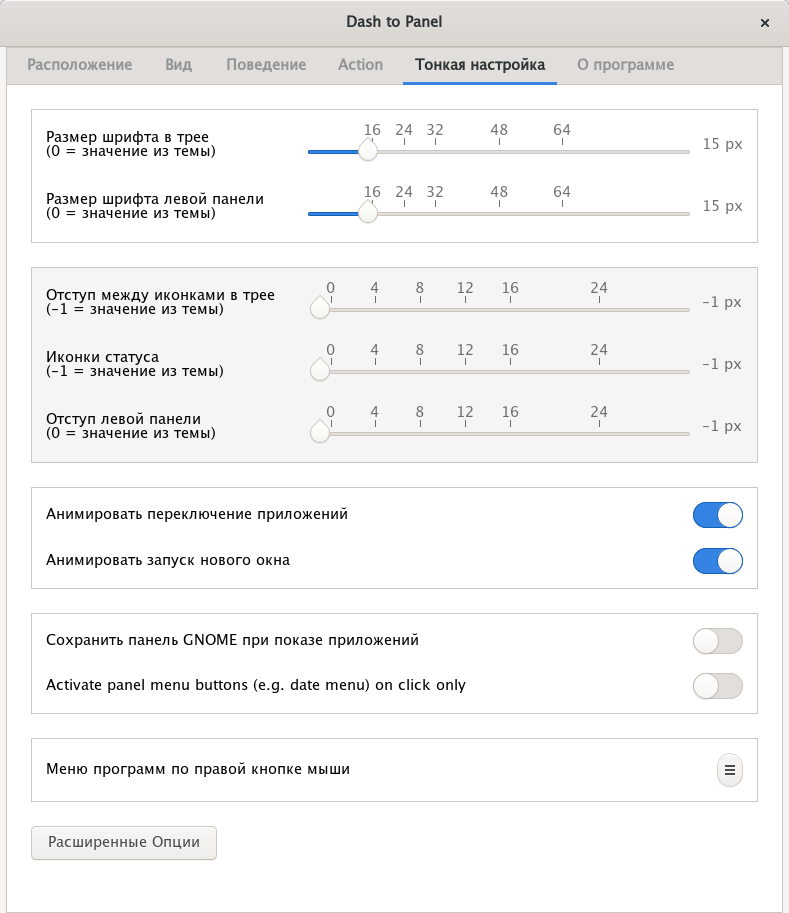 Dash to Panel
Расположение Вид Поведение Action Тонкая настройка О программе
16 24 32 48 64
Размер шрифта в трее
(0 = значение из темы)
15 px
16 24 32 48 64
Размер шрифта левой панели
(0 = значение из темы)
15 px
0 4 8 12 16 24
Отступ между иконками в трее
(-1 = значение из темы)
-1 px
0 4 8 12 16 24
Иконки статуса
(-1 = значение из темы)
-1 px
0 4 8 12 16 24
Отступ левой панели
(0 = значение из темы)
-1 px
Анимировать переключение приложений
Анимировать запуск нового окна
Сохранить панель GNOME при показе приложений
Activate panel menu buttons (e.g. date menu) on click only
Меню программ по правой кнопке мыши
Расширенные Опции